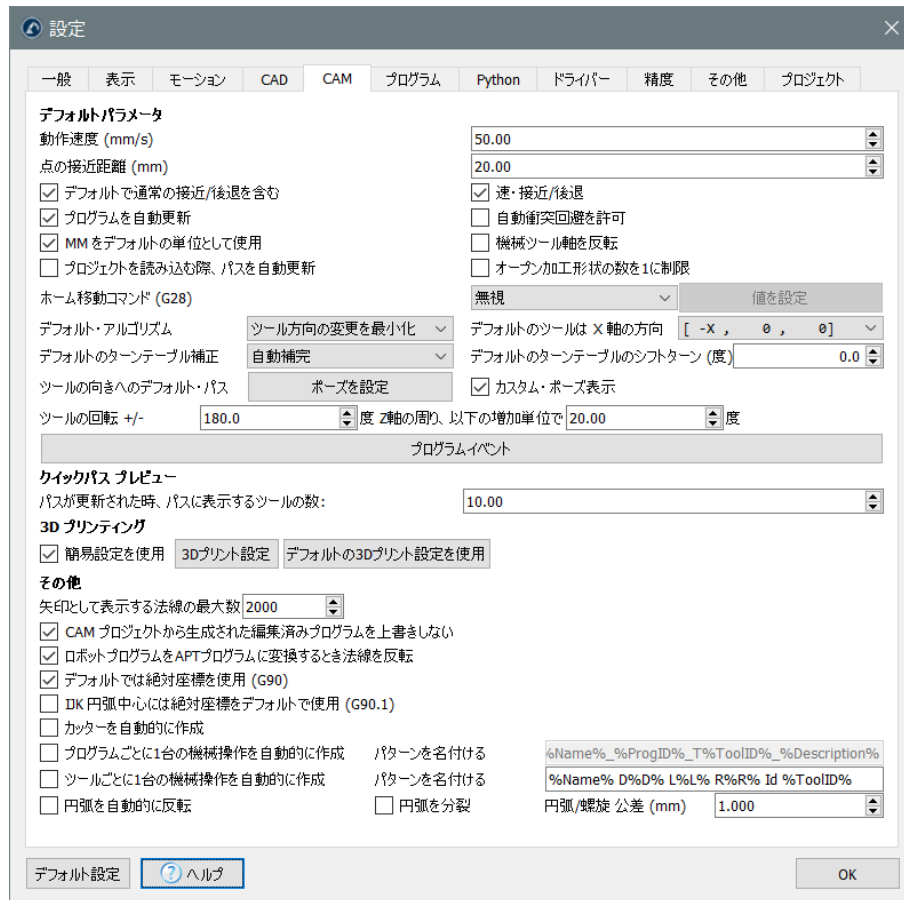 設定
一般 表示 モーション CAD CAM プログラム Python ドライバー 精度 その他 プロジェクト
デフォルトパラメータ
動作速度 (mm/s) 50.00
点の接近距離 (mm) 20.00
デフォルトで通常の接近/後退を含む 速・接近/後退
プログラムを自動更新 自動衝突回避を許可
MM をデフォルトの単位として使用 機械ツール軸を反転
プロジェクトを読み込む際、パスを自動更新 オープン加工形状の数を1に制限
ホーム移動コマンド (G28) 無視 値を設定
デフォルト・アルゴリズム ツール方向の変更を最小化 デフォルトのツールは X 軸の方向 [ -X , 0 , 0]
デフォルトのターンテーブル補正 自動補完 デフォルトのターンテーブルのシフトターン (度) 0.0
ツールの向きへのデフォルト・パス ポーズを設定 カスタム・ポーズ表示
ツールの回転 +/- 180.0 度 Z軸の周り、以下の増加単位で 20.00 度
プログラムイベント
クイックパス プレビュー
パスが更新された時、パスに表示するツールの数: 10.00
3D プリンティング
簡易設定を使用 3Dプリント設定 デフォルトの3Dプリント設定を使用
その他
矢印として表示する法線の最大数 2000
CAM プロジェクトから生成された編集済みプログラムを上書きしない
ロボットプログラムをAPTプログラムに変換するとき法線を反転
デフォルトでは絶対座標を使用 (G90)
IJK 円弧中心には絶対座標をデフォルトで使用 (G90.1)
カッターを自動的に作成
プログラムごとに1台の機械操作を自動的に作成 パターンを名付ける %Name%_%ProgID%_T%ToolID%_%Description%
ツールごとに1台の機械操作を自動的に作成 パターンを名付ける %Name% D%D% L%L% R%R% Id %ToolID%
円弧を自動的に反転 円弧を分裂 円弧/螺旋 公差 (mm) 1.000
デフォルト設定 ヘルプ OK